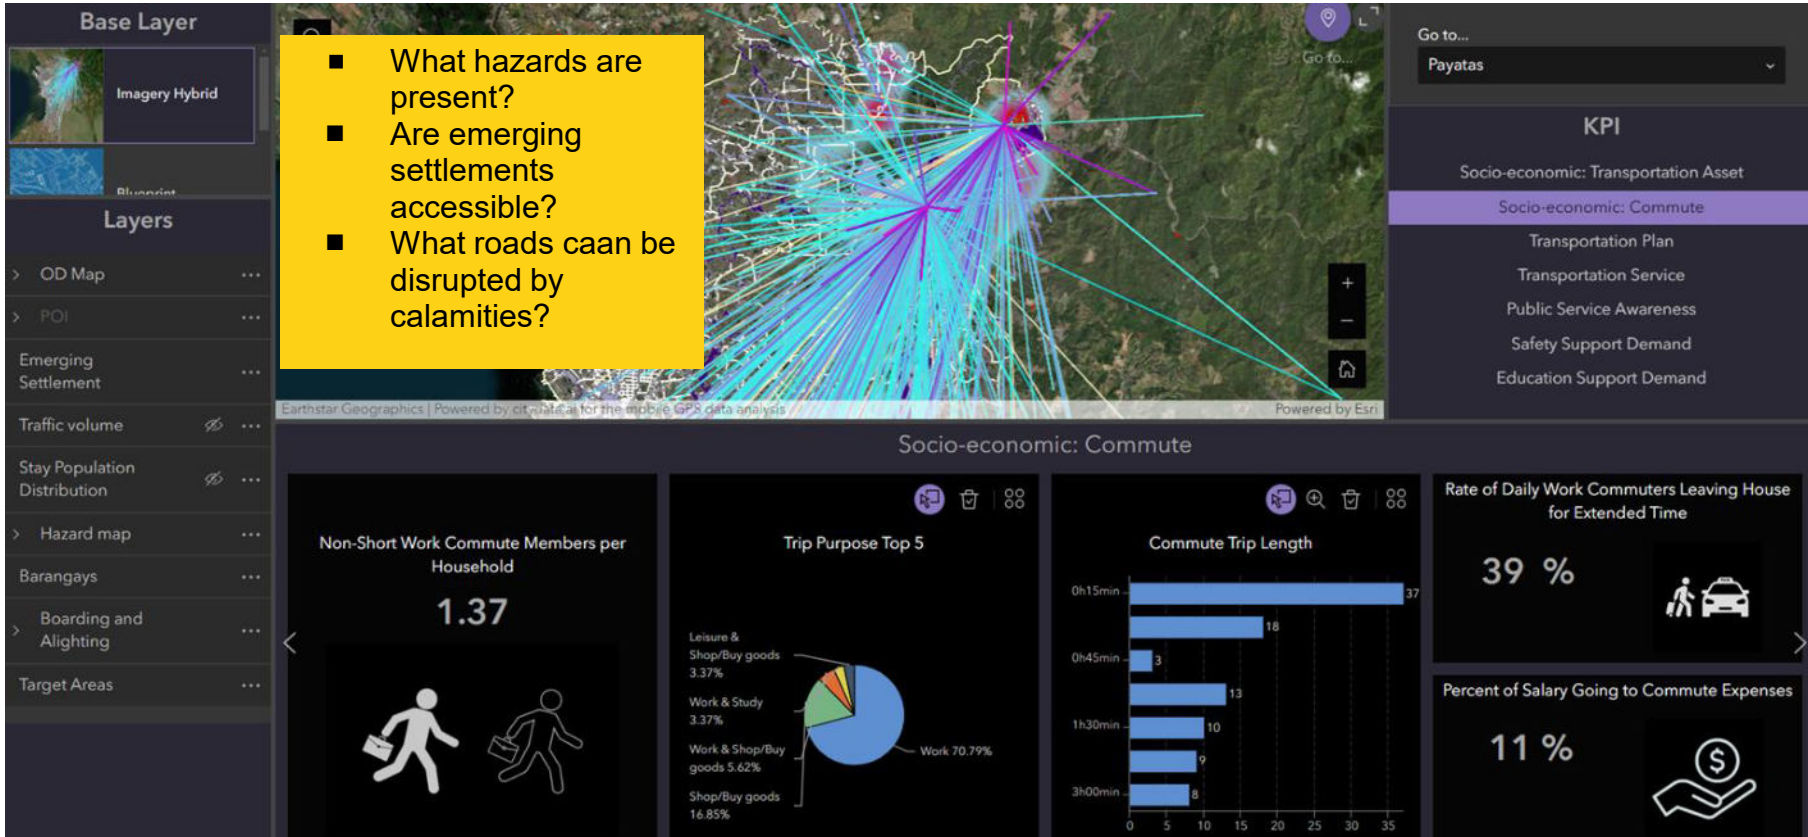 Base Layer
Imagery Hybrid
Blueprint
Layers
OD Map
POI
Emerging
Settlement
Traffic volume
Stay Population
Distribution
Hazard map
Barangays
Boarding and
Alighting
Target Areas
■ What hazards are
present?
■ Are emerging
settlements
accessible?
■ What roads caan be
disrupted by
calamities?
Go to...
Earthstar Geographics | Powered by
for the mobile GPS data analysis
Powered by Esri
Go to...
Payatas
KPI
Socio-economic: Transportation Asset
Socio-economic: Commute
Transportation Plan
Transportation Service
Public Service Awareness
Safety Support Demand
Education Support Demand
Socio-economic: Commute
Non-Short Work Commute Members per
Household
1.37
Trip Purpose Top 5
Leisure &
Shop/Buy goods
3.37%
Work & Study
3.37%
Work & Shop/Buy
goods 5.62%
Shop/Buy goods
16.85%
Work 70.79%
Commute Trip Length
0h15min
37
18
0h45min
3
13
1h30min
10
9
3h00min
8
0 5 10 15 20 25 30 35
Rate of Daily Work Commuters Leaving House
for Extended Time
39 %
Percent of Salary Going to Commute Expenses
11 %